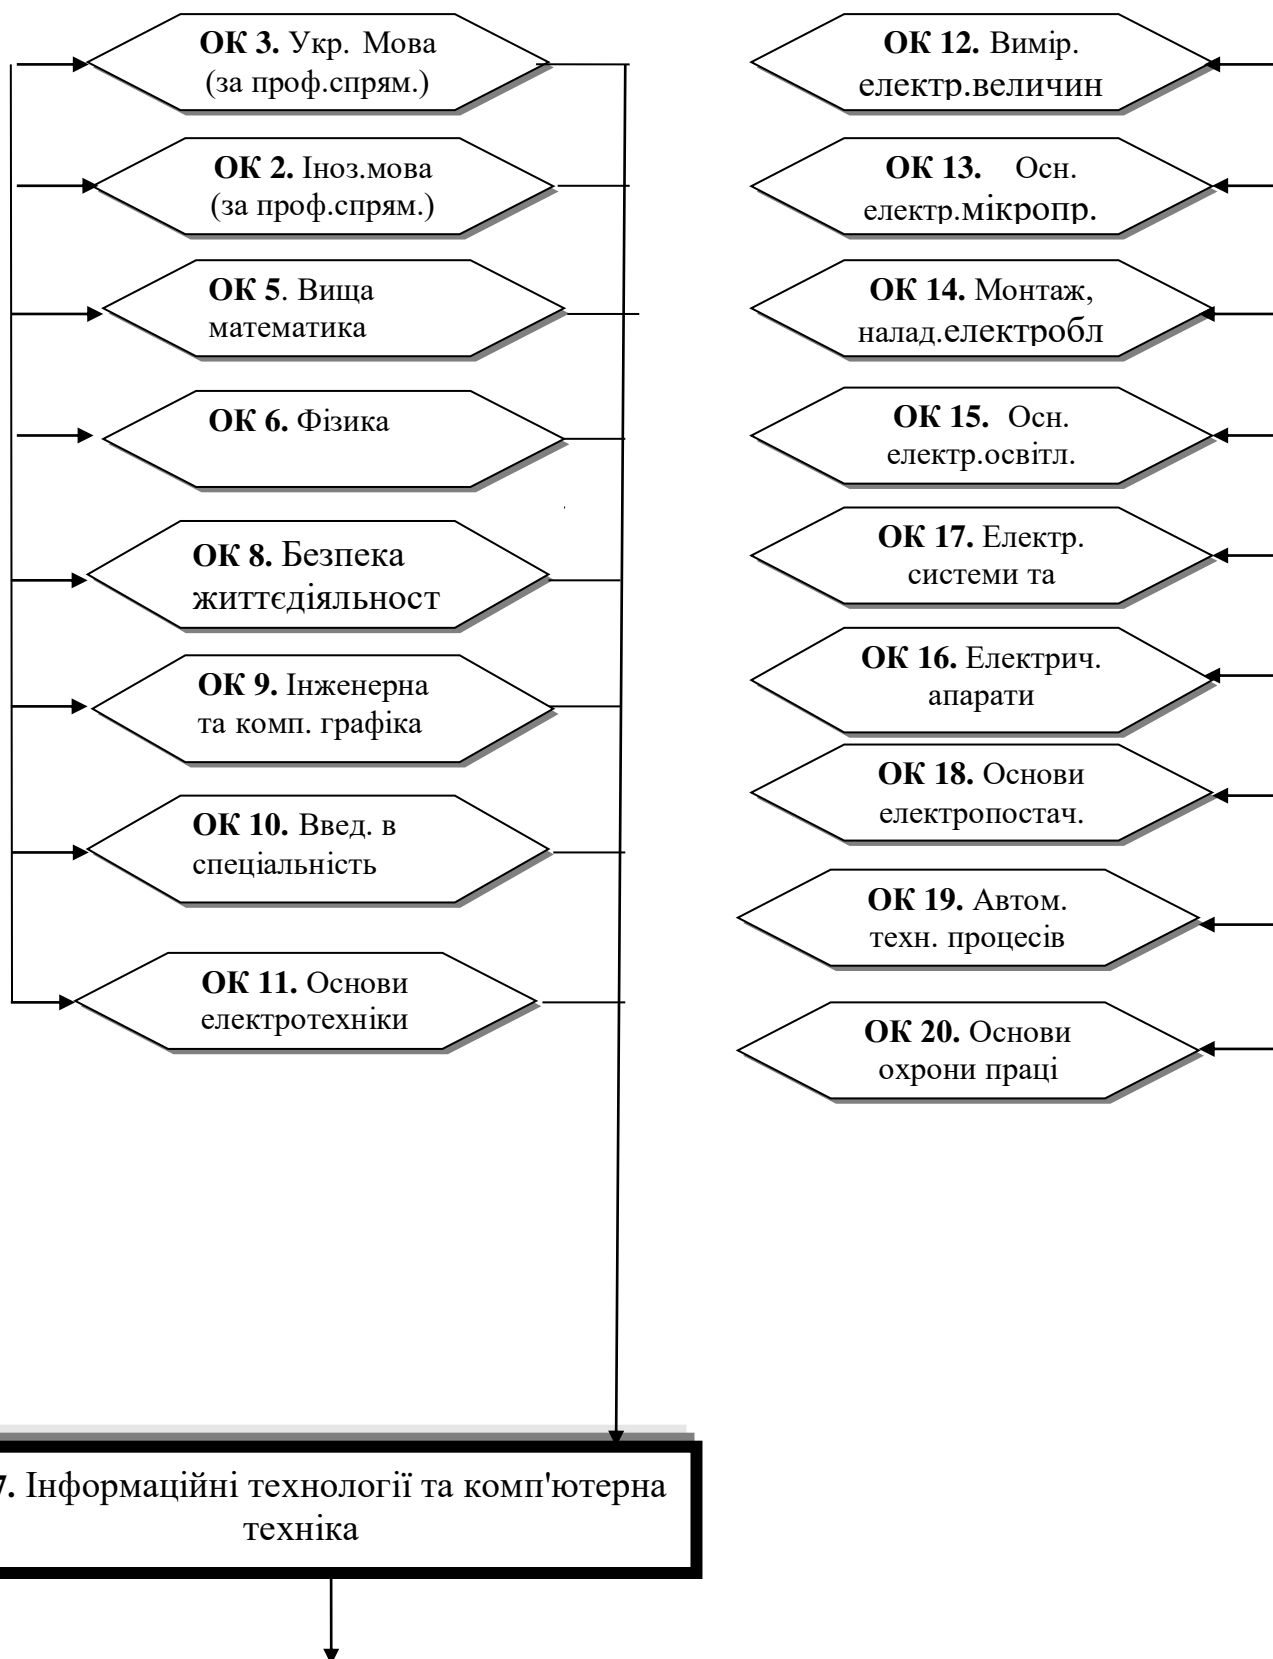 ОК 3. Укр. Мова
(за проф.спрям.)
ОК 2. Іноз.мова
(за проф.спрям.)
ОК 5. Вища
математика
ОК 6. Фізика
ОК 8. Безпека
життєдіяльност
ОК 9. Інженерна
та комп. графіка
ОК 10. Введ. в
спеціальність
ОК 11. Основи
електротехніки
ОК 12. Вимір.
електр.величин
ОК 13. Осн.
електр.мікропр.
ОК 14. Монтаж,
налад.електробл
ОК 15. Осн.
електр.освітл.
ОК 17. Електр.
системи та
ОК 16. Електрич.
апарати
ОК 18. Основи
електропостач.
ОК 19. Автом.
техн. процесів
ОК 20. Основи
охрони праці
7. Інформаційні технології та комп'ютерна
техніка